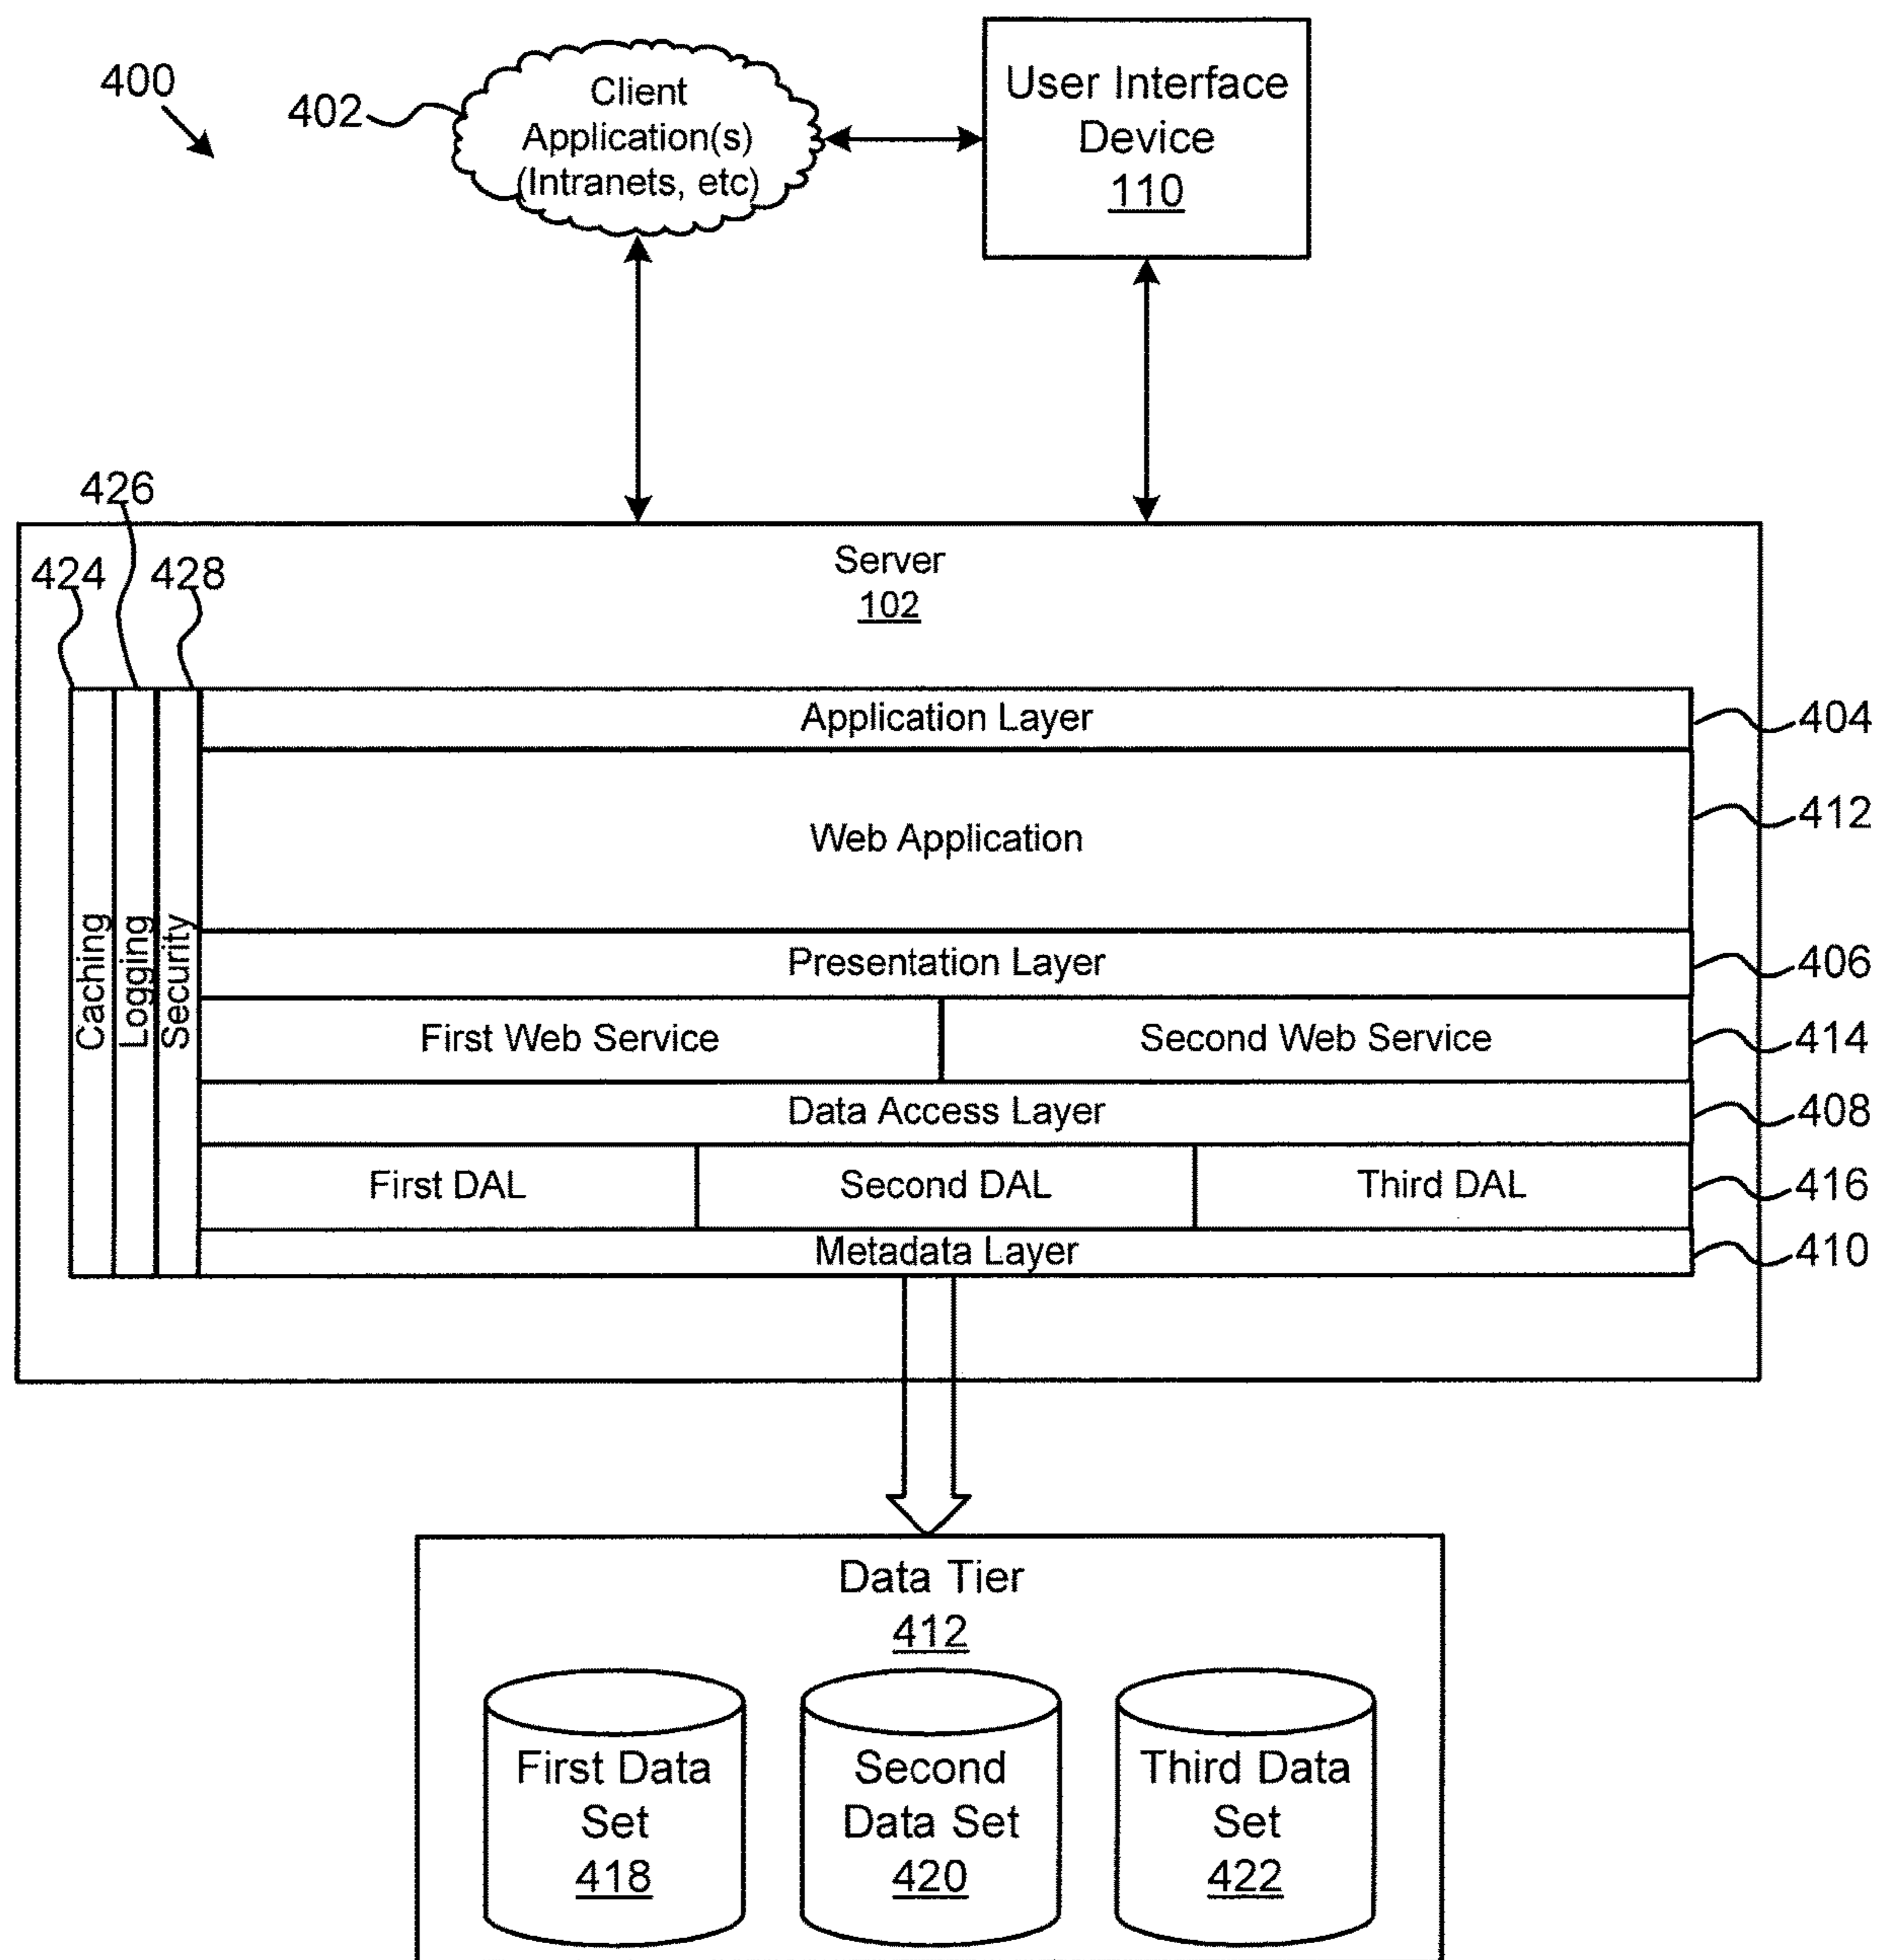 400
402
Client
Application(s)
(Intranets, etc)
User Interface
Device
110
426
424
428
Server
102
Caching
Logging
Security
Application Layer
404
Web Application
412
Presentation Layer
406
First Web Service
Second Web Service
414
Data Access Layer
408
First DAL
Second DAL
Third DAL
416
Metadata Layer
410
Data Tier
412
First Data
Set
418
Second
Data Set
420
Third Data
Set
422